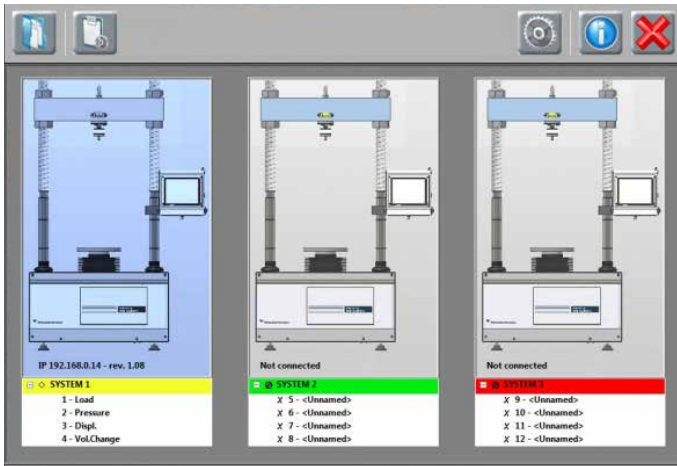 IP 192.168.0.14 - rev. 1.08
SYSTEM 1
1 - Load
2 - Pressure
3 - Displ.
4 - Vol.Change
Not connected
SYSTEM 2
X 5 - <Unnamed>
X 6 - <Unnamed>
X 7 - <Unnamed>
X 8 - <Unnamed>
Not connected
SYSTEM 3
X 9 - <Unnamed>
X 10 - <Unnamed>
X 11 - <Unnamed>
X 12 - <Unnamed>